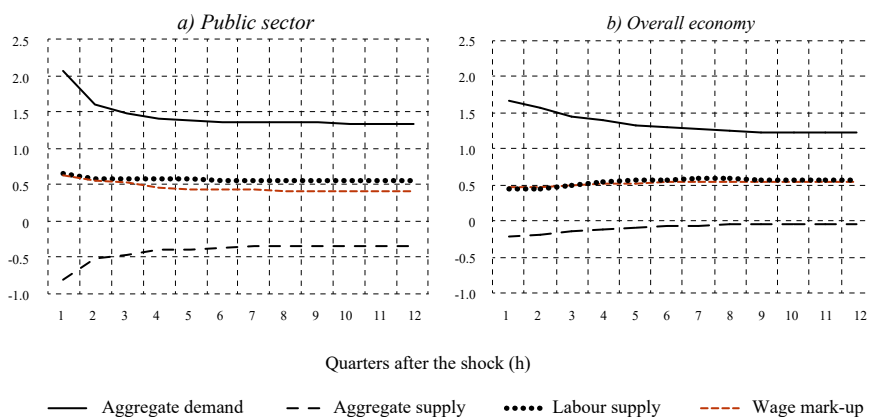 a) Public sector
2.5
2.0
1.5
1.0
0.5
0
-0.5
-1.0
1 2 3 4 5 6 7 8 9 10 11 12
b) Overall economy
2.5
2.0
1.5
1.0
0.5
0
-0.5
-1.0
1 2 3 4 5 6 7 8 9 10 11 12
Quarters after the shock (h)
Aggregate demand Aggregate supply Labour supply Wage mark-up